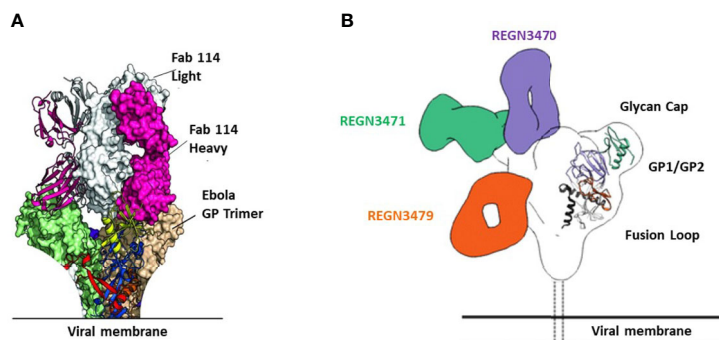 A
Fab 114
Light
Fab 114
Heavy
Ebola
GP Trimer
Viral membrane
B
REGN3470
REGN3471
Glycan Cap
GP1/GP2
REGN3479
Fusion Loop
Viral membrane